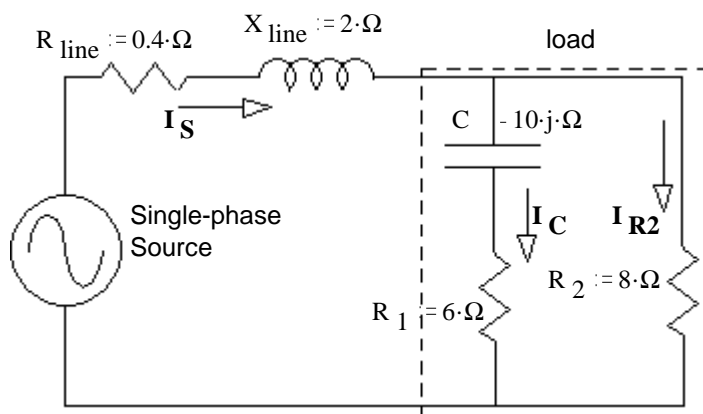 X line := 2·Ω
R line := 0.4·Ω
load
I S
C - 10·j·Ω
Single-phase
Source
I C
I R2
R 2 := 8·Ω
R 1 := 6·Ω